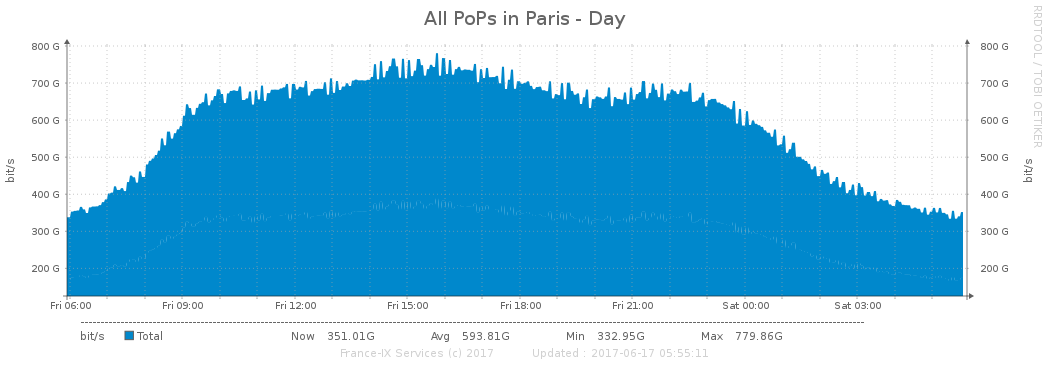 All PoPs in Paris - Day
RRDTOOL / TOBI OETIKER
bit/s
800 G
700 G
600 G
500 G
400 G
300 G
200 G
800 G
700 G
600 G
500 G
400 G
300 G
200 G
bit/s
Fri 06:00 Fri 09:00 Fri 12:00 Fri 15:00 Fri 18:00 Fri 21:00 Sat 00:00 Sat 03:00
bit/s Total Now 351.01G Avg 593.81G Min 332.95G Max 779.86G
France-IX Services (c) 2017 Updated : 2017-06-17 05:55:11